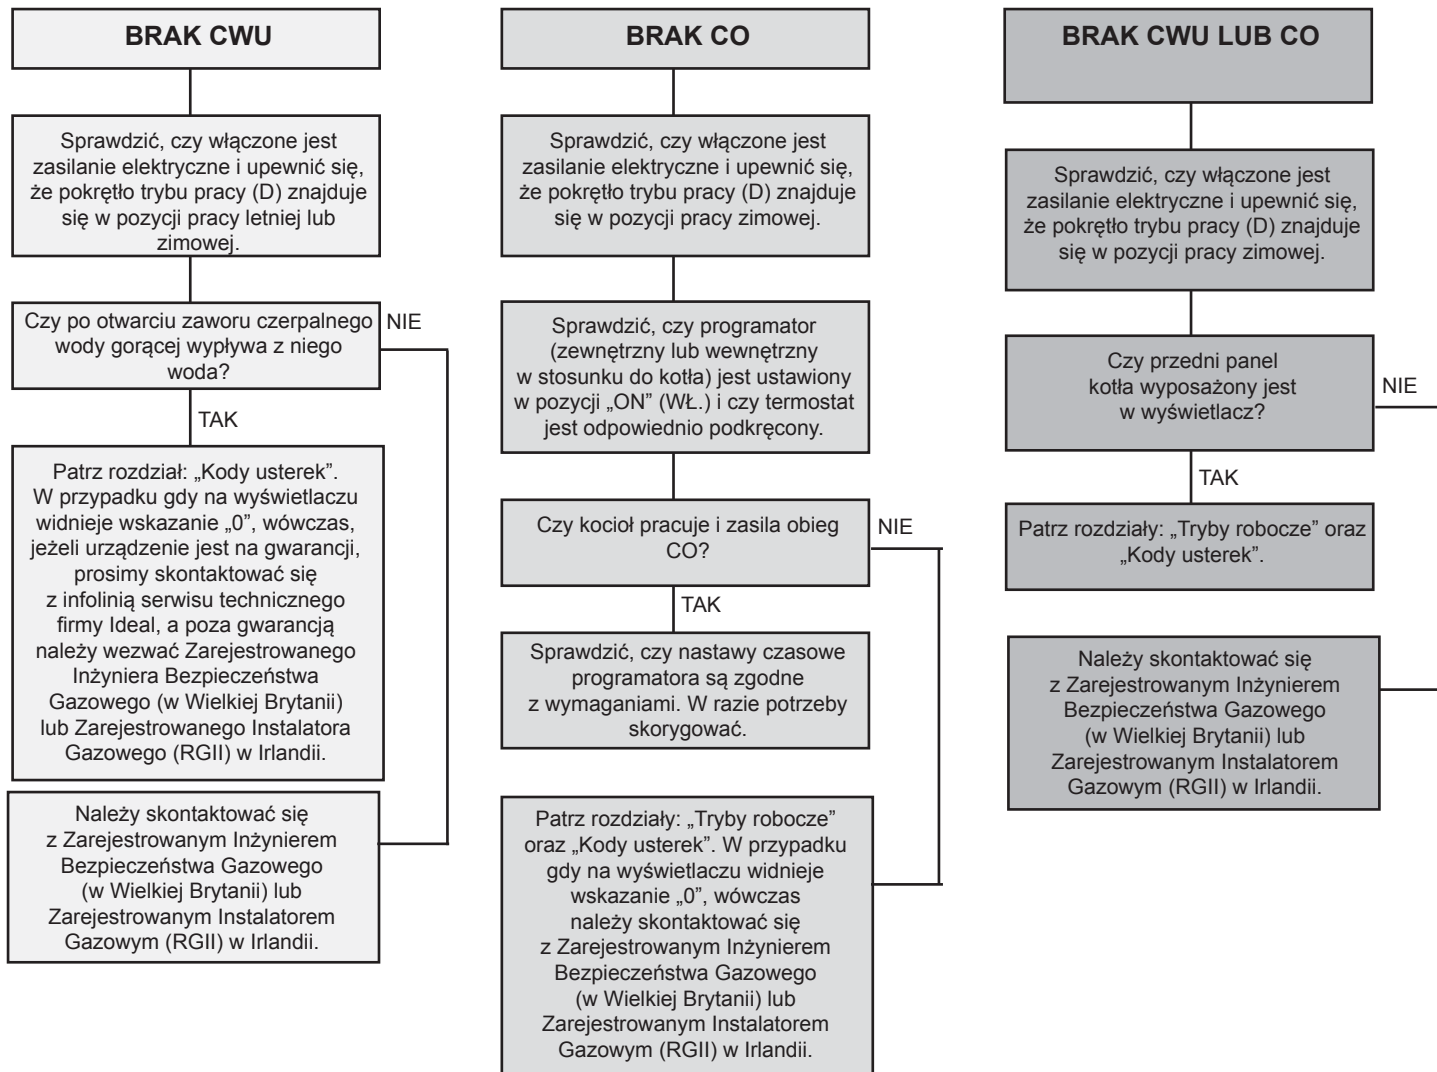 BRAK CWU
Sprawdzić, czy włączone jest
zasilanie elektryczne i upewnić się,
że pokrętło trybu pracy (D) znajduje
się w pozycji pracy letniej lub
zimowej.
Czy po otwarciu zaworu czerpalnego
wody gorącej wypływa z niego
woda?
NIE
TAK
Patrz rozdział: „Kody usterek”.
W przypadku gdy na wyświetlaczu
widnieje wskazanie „0”, wówczas,
jeżeli urządzenie jest na gwarancji,
prosimy skontaktować się
z infolinią serwisu technicznego
firmy Ideal, a poza gwarancją
należy wezwać Zarejestrowanego
Inżyniera Bezpieczeństwa
Gazowego (w Wielkiej Brytanii)
lub Zarejestrowanego Instalatora
Gazowego (RGII) w Irlandii.
Należy skontaktować się
z Zarejestrowanym Inżynierem
Bezpieczeństwa Gazowego
(w Wielkiej Brytanii) lub
Zarejestrowanym Instalatorem
Gazowym (RGII) w Irlandii.
BRAK CO
Sprawdzić, czy włączone jest
zasilanie elektryczne i upewnić się,
że pokrętło trybu pracy (D) znajduje
się w pozycji pracy zimowej.
Sprawdzić, czy programator
(zewnętrzny lub wewnętrzny
w stosunku do kotła) jest ustawiony
w pozycji „ON” (WŁ.) i czy termostat
jest odpowiednio podkręcony.
Czy kocioł pracuje i zasila obieg
CO?
NIE
TAK
Sprawdzić, czy nastawy czasowe
programatora są zgodne
z wymaganiami. W razie potrzeby
skorygować.
Patrz rozdziały: „Tryby robocze”
oraz „Kody usterek”. W przypadku
gdy na wyświetlaczu widnieje
wskazanie „0”, wówczas
należy skontaktować się
z Zarejestrowanym Inżynierem
Bezpieczeństwa Gazowego
(w Wielkiej Brytanii) lub
Zarejestrowanym Instalatorem
Gazowym (RGII) w Irlandii.
BRAK CWU LUB CO
Sprawdzić, czy włączone jest
zasilanie elektryczne i upewnić się,
że pokrętło trybu pracy (D) znajduje
się w pozycji pracy zimowej.
Czy przedni panel
kotła wyposażony jest
w wyświetlacz?
NIE
TAK
Patrz rozdziały: „Tryby robocze” oraz
„Kody usterek”.
Należy skontaktować się
z Zarejestrowanym Inżynierem
Bezpieczeństwa Gazowego
(w Wielkiej Brytanii) lub
Zarejestrowanym Instalatorem
Gazowym (RGII) w Irlandii.